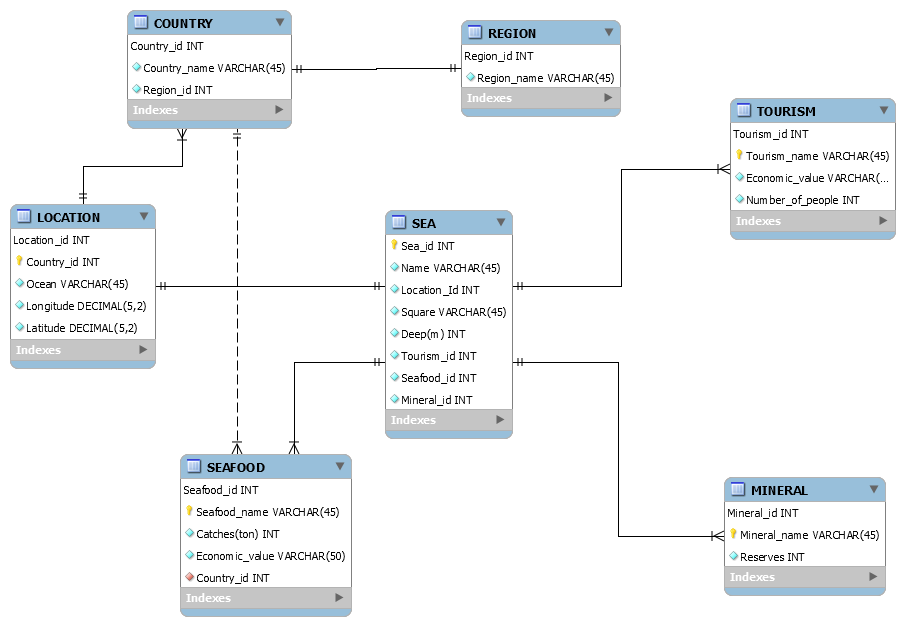 COUNTRY
Country_id INT
Country_name VARCHAR(45)
Region_id INT
Indexes
REGION
Region_id INT
Region_name VARCHAR(45)
Indexes
TOURISM
Tourism_id INT
Tourism_name VARCHAR(45)
Economic_value VARCHAR(...
Number_of_people INT
Indexes
LOCATION
Location_id INT
Country_id INT
Ocean VARCHAR(45)
Longitude DECIMAL(5,2)
Latitude DECIMAL(5,2)
Indexes
SEA
Sea_id INT
Name VARCHAR(45)
Location_Id INT
Square VARCHAR(45)
Deep(m) INT
Tourism_id INT
Seafood_id INT
Mineral_id INT
Indexes
SEAFOOD
Seafood_id INT
Seafood_name VARCHAR(45)
Catches(ton) INT
Economic_value VARCHAR(50)
Country_id INT
Indexes
MINERAL
Mineral_id INT
Mineral_name VARCHAR(45)
Reserves INT
Indexes